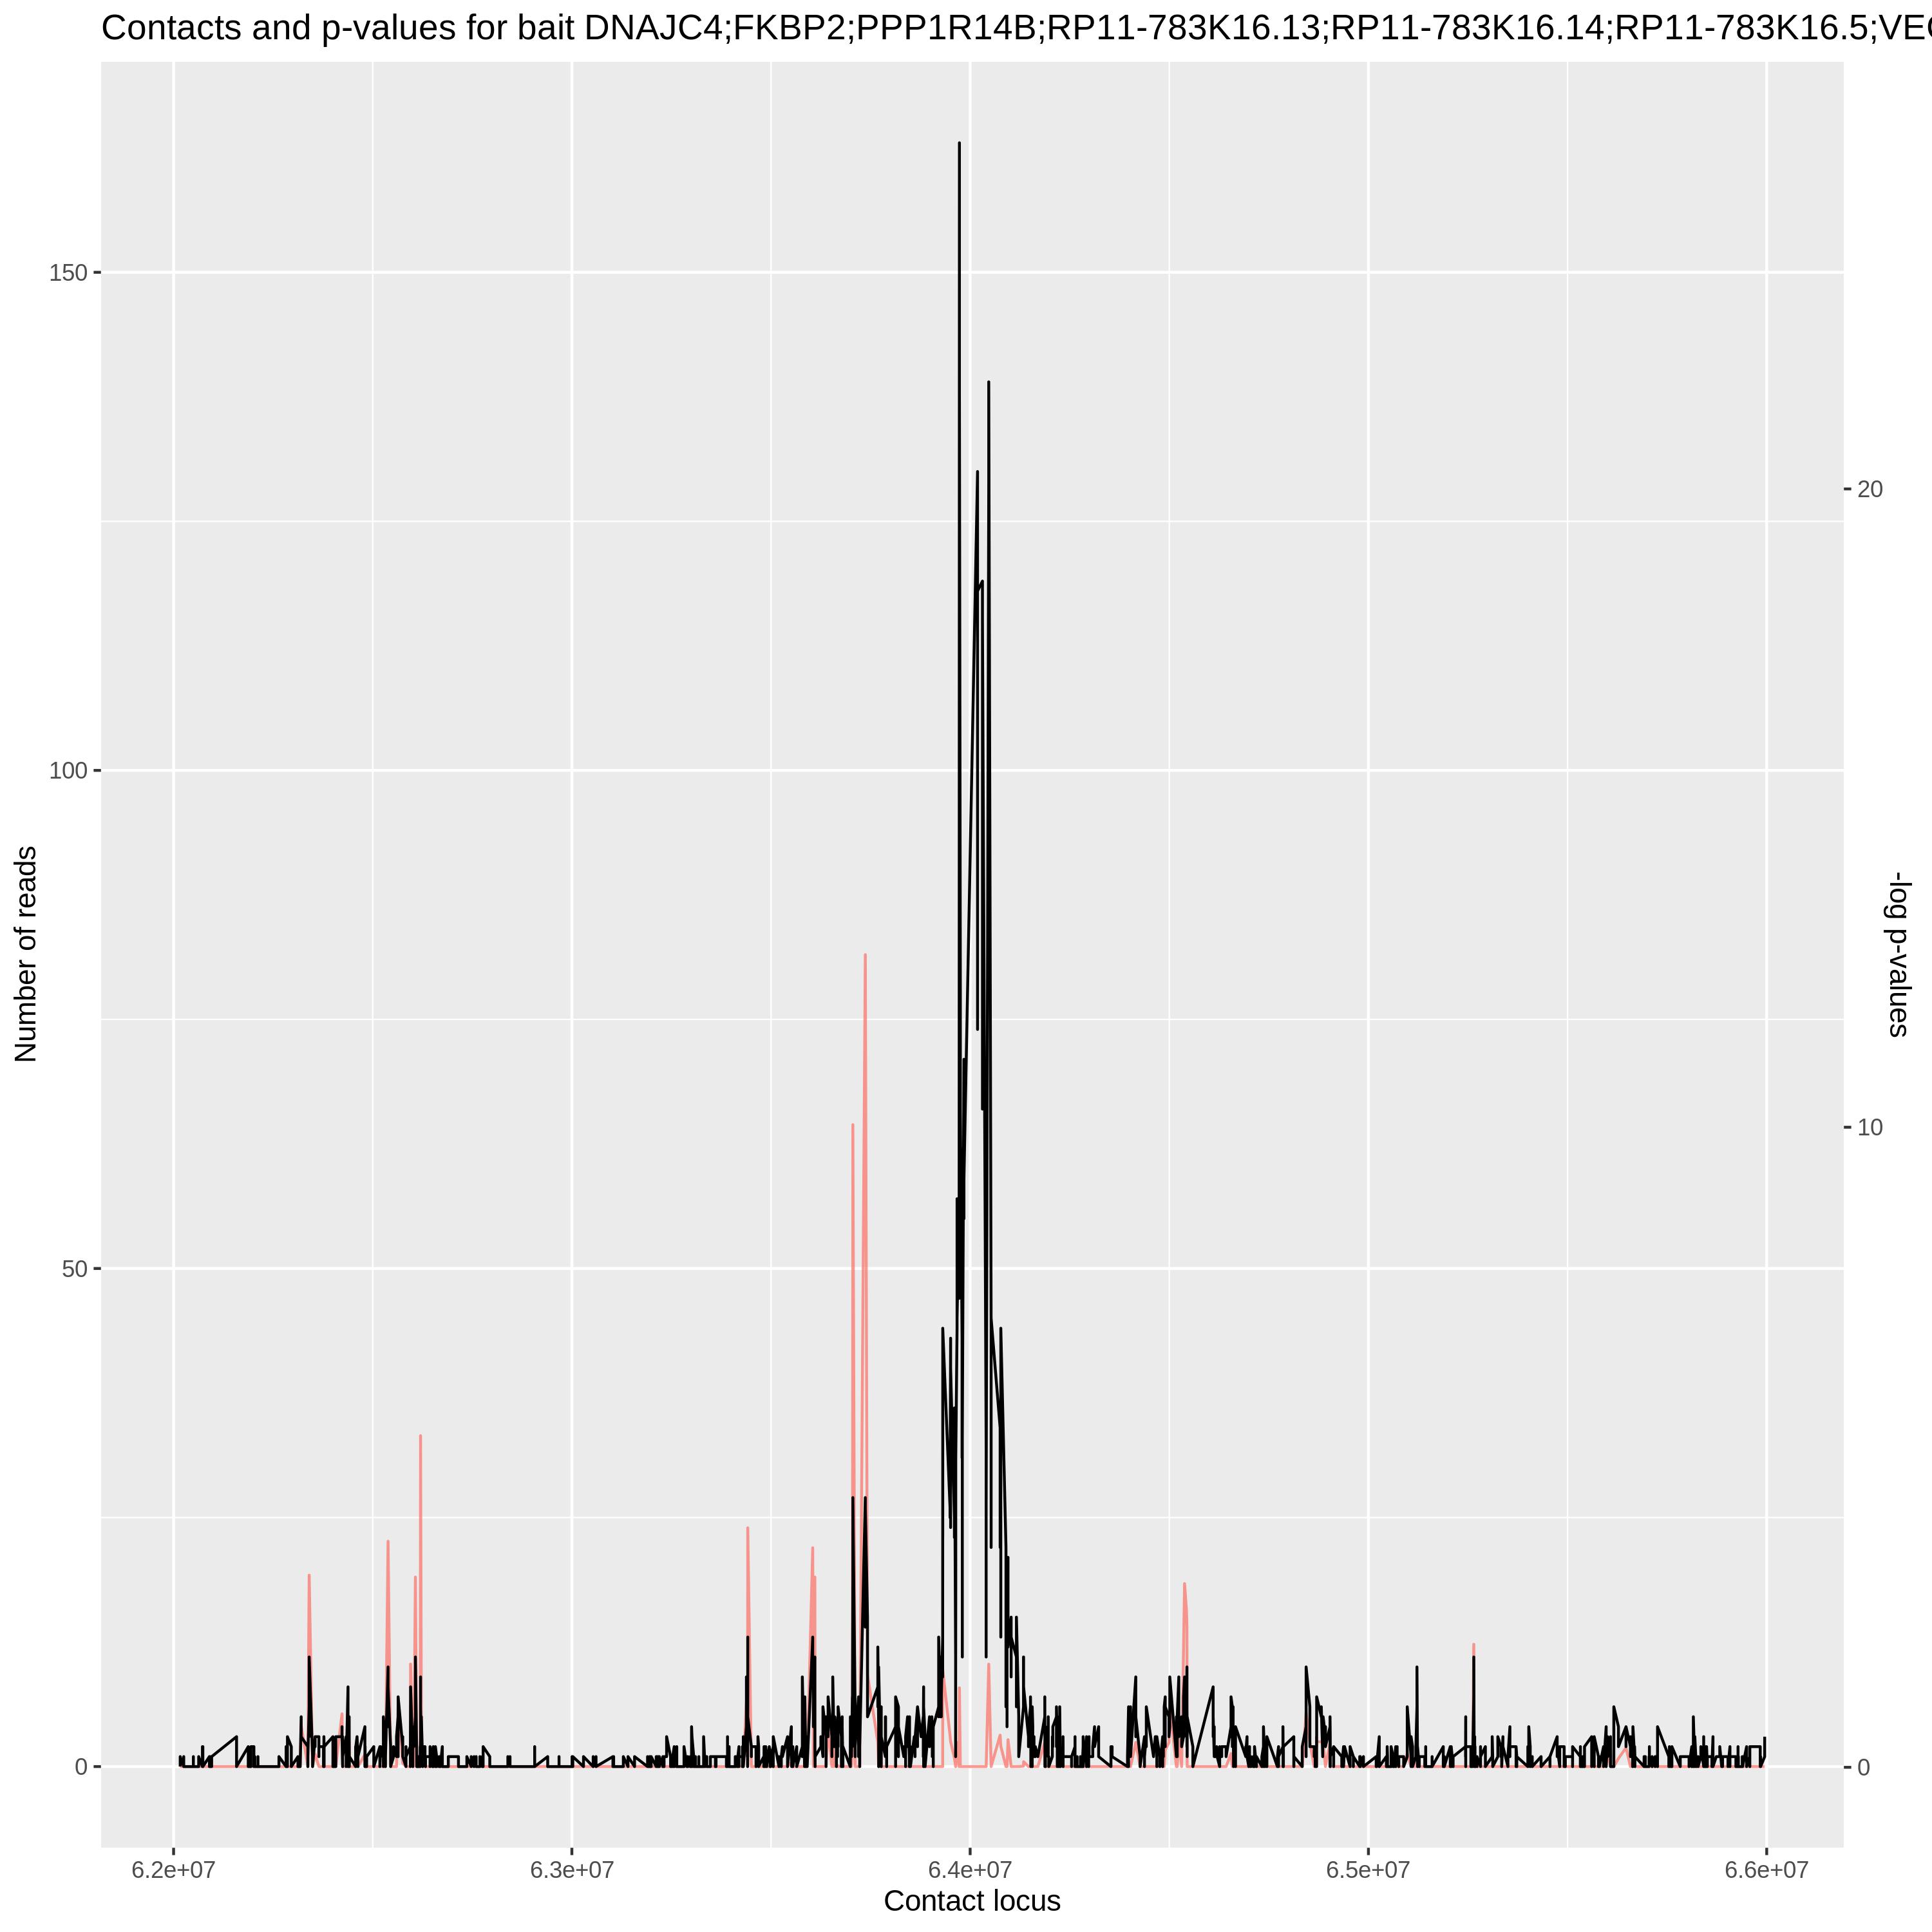 Contacts and p-values for bait DNAJC4;FKBP2;PPP1R14B;RP11-783K16.13;RP11-783K16.14;RP11-783K16.5;VE
150
100
50
0
Number of reads
20
10
0
-log p-values
6.2e+07
6.3e+07
6.4e+07
6.5e+07
6.6e+07
Contact locus